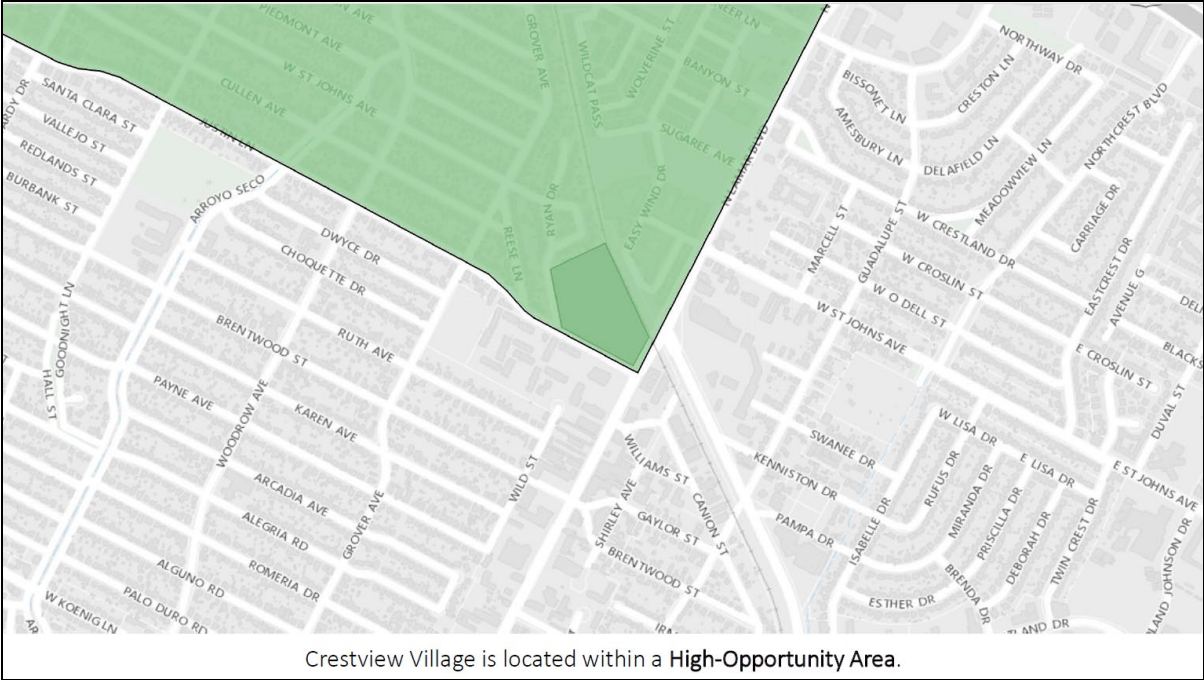 PIEDMONT AVE
W ST JOHNS AVE
CULLEN AVE
JUSTIN LN
GROVER AVE
WILDCAT PASS
WOLVERINE ST
BANYON ST
SUGAREE AVE
EASY WIND DR
RYAN DR
REESE LN
N LAMAR BLVD
SANTA CLARA ST
VALLEJO ST
REDLANDS ST
BURBANK ST
ARROYO SECO
DWYCE DR
CHOQUETTE DR
RUTH AVE
BRENTWOOD ST
PAYNE AVE
KAREN AVE
WOODROW AVE
GOODNIGHT LN
HALL ST
ARCADIA AVE
ALEGRIA RD
ALGUNO RD
ROMERIA DR
PALO DURO RD
W KOENIG LN
GROVER AVE
WILD ST
WILLIAMS ST
SHIRLEY AVE
CANION ST
GAYLOR ST
BRENTWOOD ST
NORTHWAY DR
BISSONET LN
CRESTON LN
AMESBURY LN
DELAFIELD LN
MEADOWVIEW LN
NORTHCREST BLVD
CARRIAGE DR
EASTCREST DR
AVENUE G
MARCELL ST
GUADALUPE ST
W CRESTLAND DR
W CROSLIN ST
W O DELL ST
W ST JOHNS AVE
E CROSLIN ST
DUVAL ST
W LISA DR
E LISA DR
E ST JOHNS AVE
SWANEE DR
KENNISTON DR
PAMPA DR
ISABELLE DR
RUFUS DR
MIRANDA DR
PRISCILLA DR
DEBORAH DR
TWIN CREST DR
BRENDA DR
ESTHER DR
Crestview Village is located within a High-Opportunity Area.